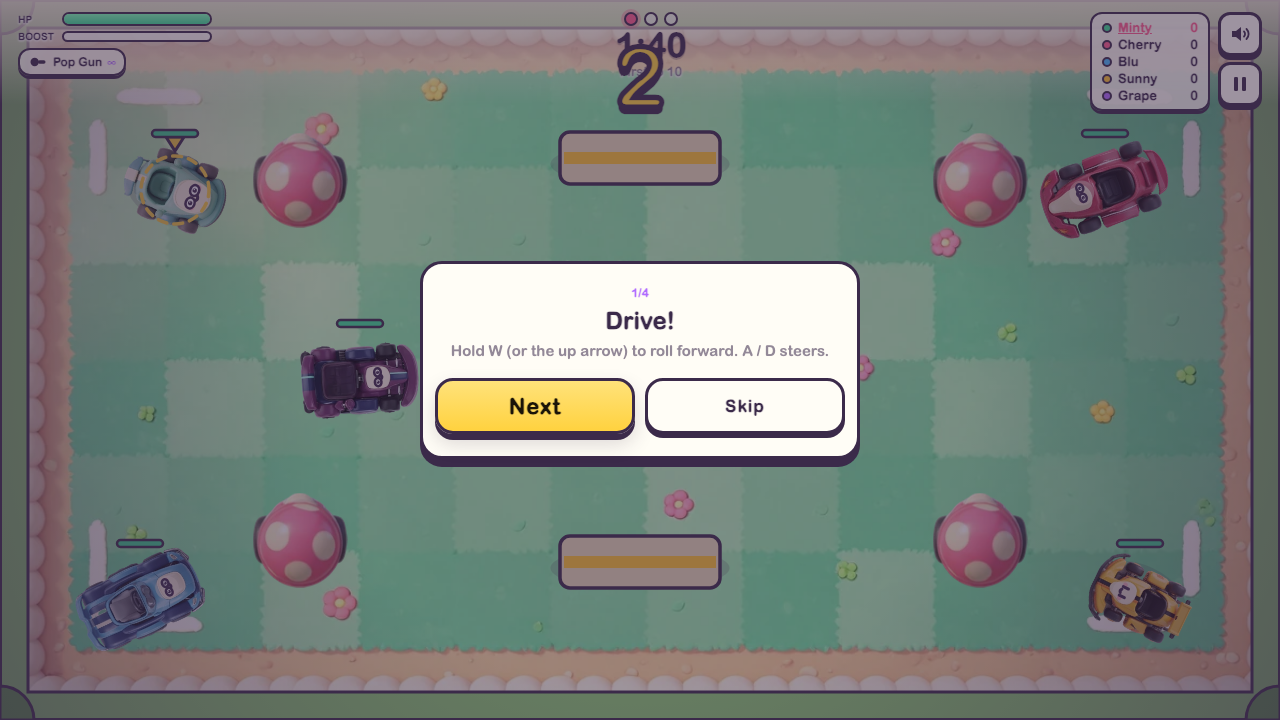 HP
BOOST
Pop Gun ∞
1:40
10
2
Minty 0
Cherry 0
Blu 0
Sunny 0
Grape 0
1/4
Drive!
Hold W (or the up arrow) to roll forward. A / D steers.
Next
Skip